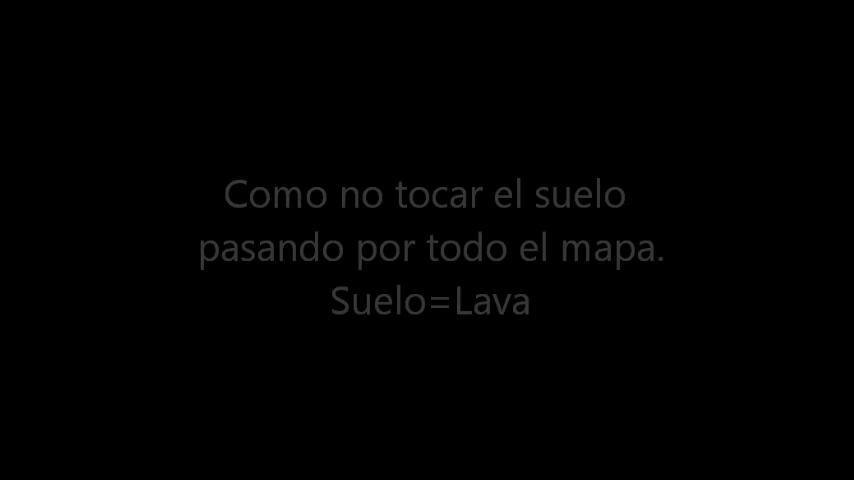 Como no tocar el suelo
pasando por todo el mapa.
Suelo=Lava